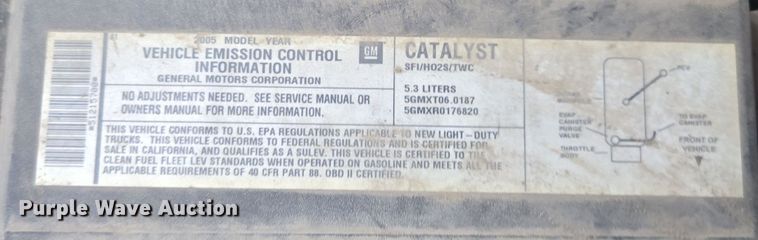 2005 MODEL YEAR
VEHICLE EMISSION CONTROL
INFORMATION
GENERAL MOTORS CORPORATION
GM
CATALYST
SFI/HO2S/TWC
NO ADJUSTMENTS NEEDED. SEE SERVICE MANUAL OR
OWNERS MANUAL FOR MORE INFORMATION.
5.3 LITERS
5GMXT06.0187
5GMXR0176820
THIS VEHICLE CONFORMS TO U.S. EPA REGULATIONS APPLICABLE TO NEW LIGHT-DUTY
TRUCKS. THIS VEHICLE CONFORMS TO FEDERAL REGULATIONS AND IS CERTIFIED FOR
SALE IN CALIFORNIA, AND QUALIFIES AS A SULEV. THIS VEHICLE IS CERTIFIED TO THE
CLEAN FUEL FLEET LEV STANDARDS WHEN OPERATED ON GASOLINE AND MEETS ALL THE
APPLICABLE REQUIREMENTS OF 40 CFR PART 88. OBD II CERTIFIED.
PCV
EVAP
CANISTER
PURGE
VALVE
THROTTLE
BODY
TO EVAP
CANISTER
FRONT OF
VEHICLE
Purple Wave Auction